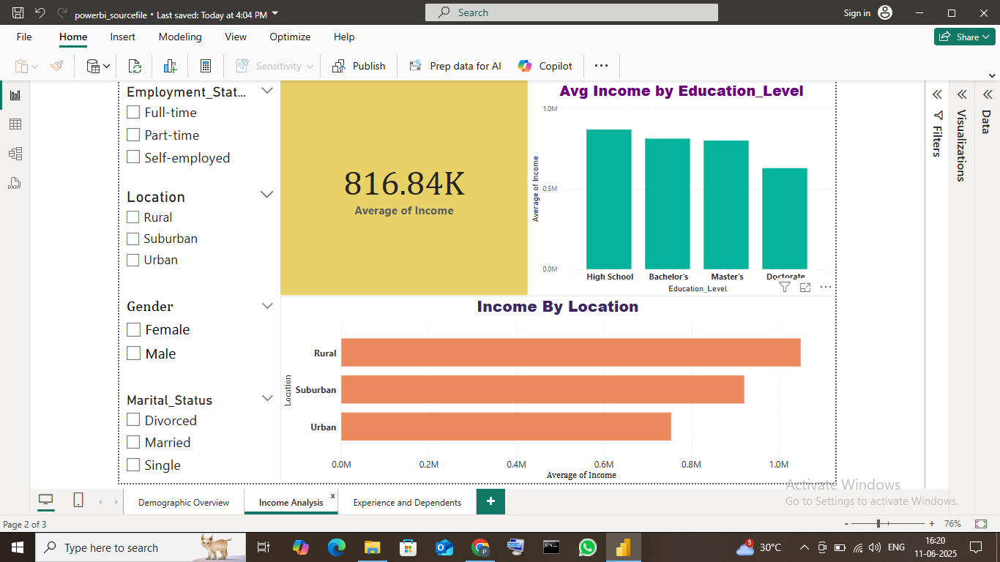 powerbi_sourcefile • Last saved: Today at 4:04 PM
Search
Sign in
File Home Insert Modeling View Optimize Help
Share
Sensitivity
Publish
Prep data for AI
Copilot
Employment_Stat...
Full-time
Part-time
Self-employed
Location
Rural
Suburban
Urban
Gender
Female
Male
Marital_Status
Divorced
Married
Single
816.84K
Average of Income
Avg Income by Education_Level
Average of Income
1.0M
0.5M
0.0M
High School Bachelor's Master's Doctorate
Education_Level
Income By Location
Location
Rural
Suburban
Urban
0.0M 0.2M 0.4M 0.6M 0.8M 1.0M
Average of Income
Filters
Visualizations
Data
DAX
Activate Windows
Go to Settings to activate Windows.
Demographic Overview
Income Analysis x
Experience and Dependents
+
Page 2 of 3
- + 76%
Type here to search
5
30°C
ENG
16:20
11-06-2025